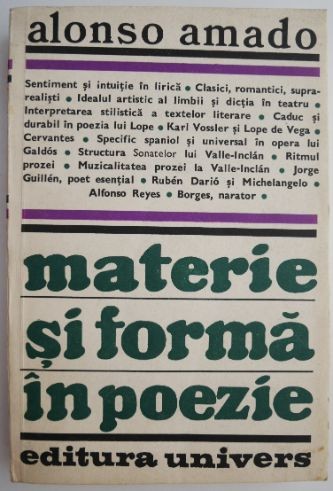 alonso amado
Sentiment și intuiție în lirică • Clasici, romantici, supra-
realiști • Idealul artistic al limbii și dicția în teatru •
Interpretarea stilistică a textelor literare • Caduc și
durabil în poezia lui Lope • Karl Vossler și Lope de Vega •
Cervantes • Specific spaniol și universal în opera lui
Galdós • Structura Sonatelor lui Valle-Inclán • Ritmul
prozei • Muzicalitatea prozei la Valle-Inclán • Jorge
Guillén, poet esențial • Rubén Darió și Michelangelo •
Alfonso Reyes • Borges, narator •
materie
și formă
în poezie
editura univers